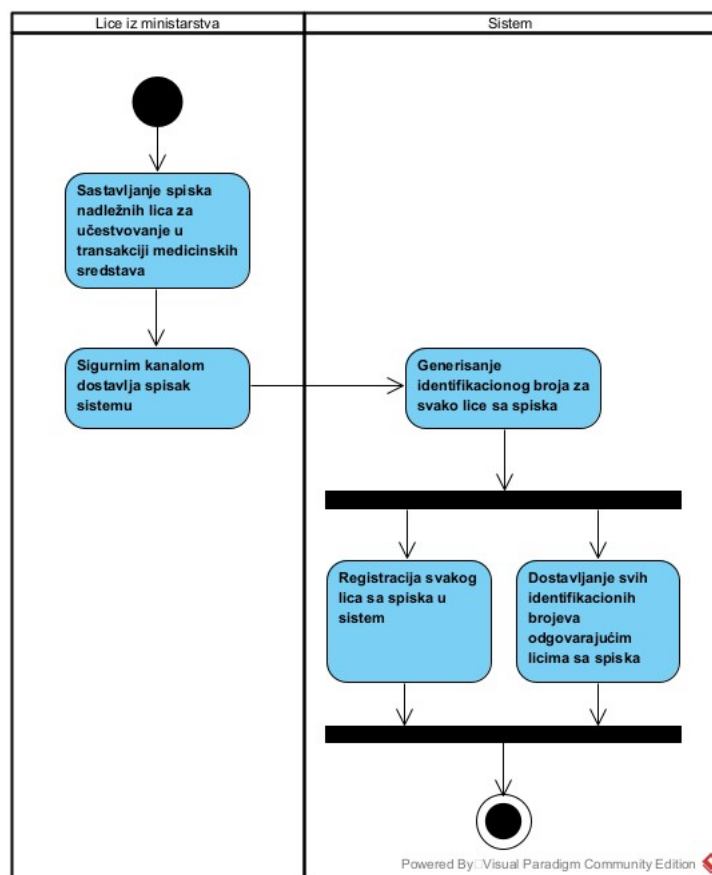 Lice iz ministarstva
Sistem
Sastavljanje spiska
nadležnih lica za
učestvovanje u
transakciji medicinskih
sredstava
Sigurnim kanalom
dostavlja spisak
sistemu
Generisanje
identifikacionog broja za
svako lice sa spiska
Registracija svakog
lica sa spiska u
sistem
Dostavljanje svih
identifikacionih
brojeva
odgovarajućim
licima sa spiska
Powered By□Visual Paradigm Community Edition